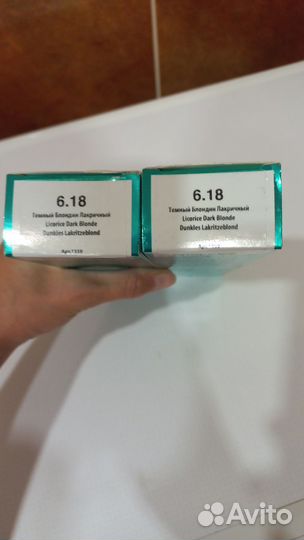 6.18
Темный Блондин Лакричный
Licorice Dark Blonde
Dunkles Lakritzeblond
6.18
Темный Блондин Лакричный
Licorice Dark Blonde
Dunkles Lakritzeblond
Avito